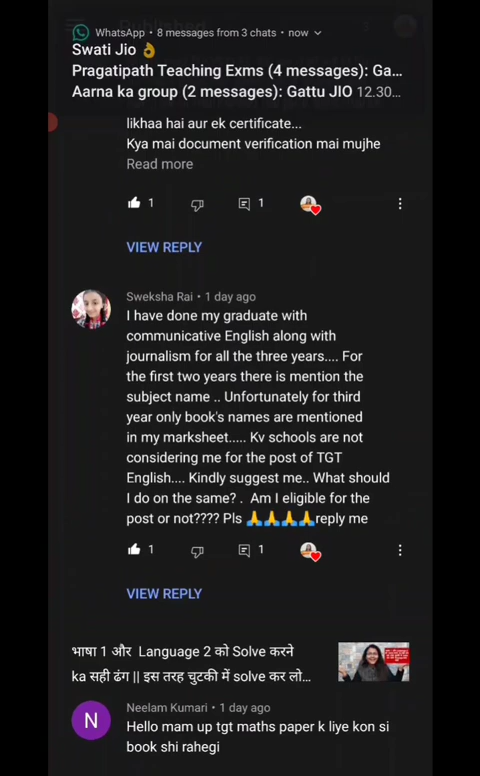 WhatsApp • 8 messages from 3 chats • now
Swati Jio 👌
Pragatipath Teaching Exms (4 messages): Ga...
Aarna ka group (2 messages): Gattu JIO 12.30...
likhaa hai aur ek certificate...
Kya mai document verification mai mujhe
Read more
1
1
VIEW REPLY
Sweksha Rai • 1 day ago
I have done my graduate with
communicative English along with
journalism for all the three years.... For
the first two years there is mention the
subject name .. Unfortunately for third
year only book's names are mentioned
in my marksheet..... Kv schools are not
considering me for the post of TGT
English.... Kindly suggest me.. What should
I do on the same? . Am I eligible for the
post or not???? Pls 🙏🙏🙏🙏reply me
1
1
VIEW REPLY
भाषा 1 और Language 2 को Solve करने
ka सही ढंग || इस तरह चुटकी में solve कर लो...
N
Neelam Kumari • 1 day ago
Hello mam up tgt maths paper k liye kon si
book shi rahegi